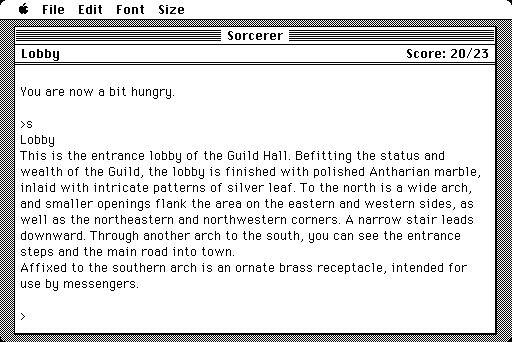 File Edit Font Size
Sorcerer
Lobby Score: 20/23
You are now a bit hungry.
>s
Lobby
This is the entrance lobby of the Guild Hall. Befitting the status and
wealth of the Guild, the lobby is finished with polished Antharian marble,
inlaid with intricate patterns of silver leaf. To the north is a wide arch,
and smaller openings flank the area on the eastern and western sides, as
well as the northeastern and northwestern corners. A narrow stair leads
downward. Through another arch to the south, you can see the entrance
steps and the main road into town.
Affixed to the southern arch is an ornate brass receptacle, intended for
use by messengers.
>